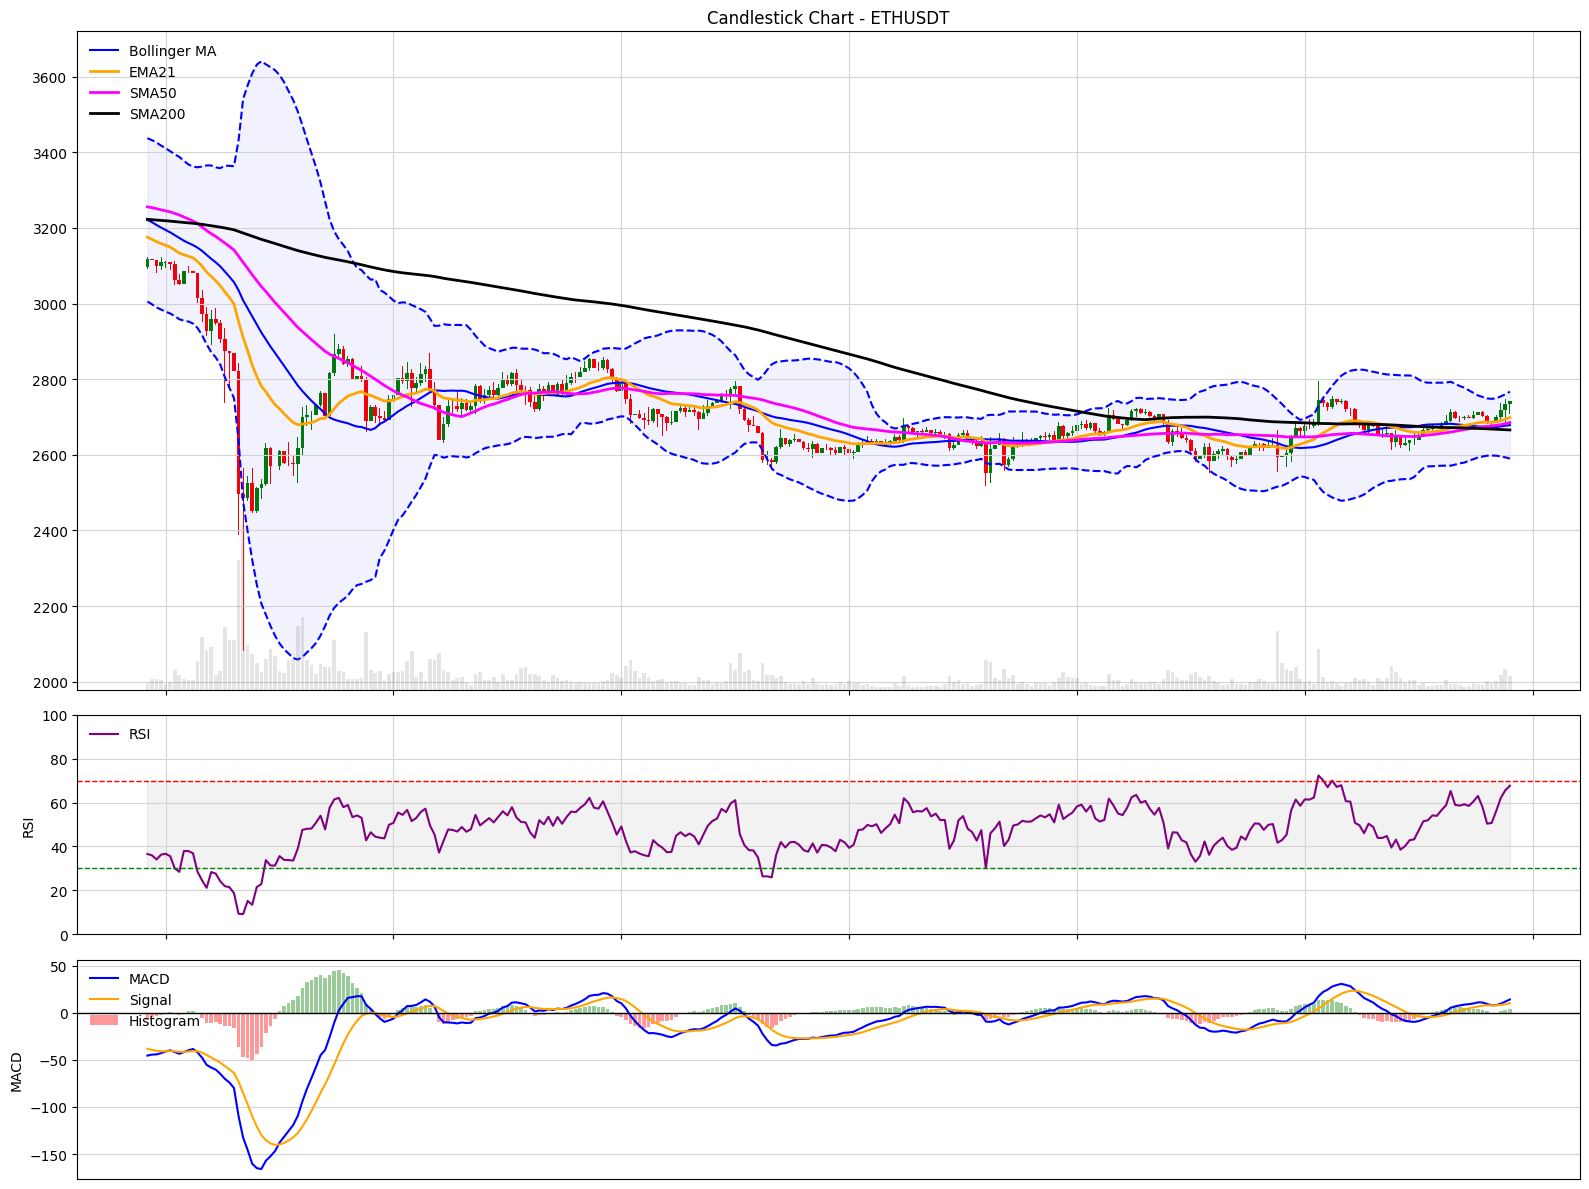 Candlestick Chart - ETHUSDT
Bollinger MA
EMA21
SMA50
SMA200
3600
3400
3200
3000
2800
2600
2400
2200
2000
RSI
100
80
60
40
20
0
RSI
MACD
Signal
Histogram
50
0
−50
−100
−150
MACD